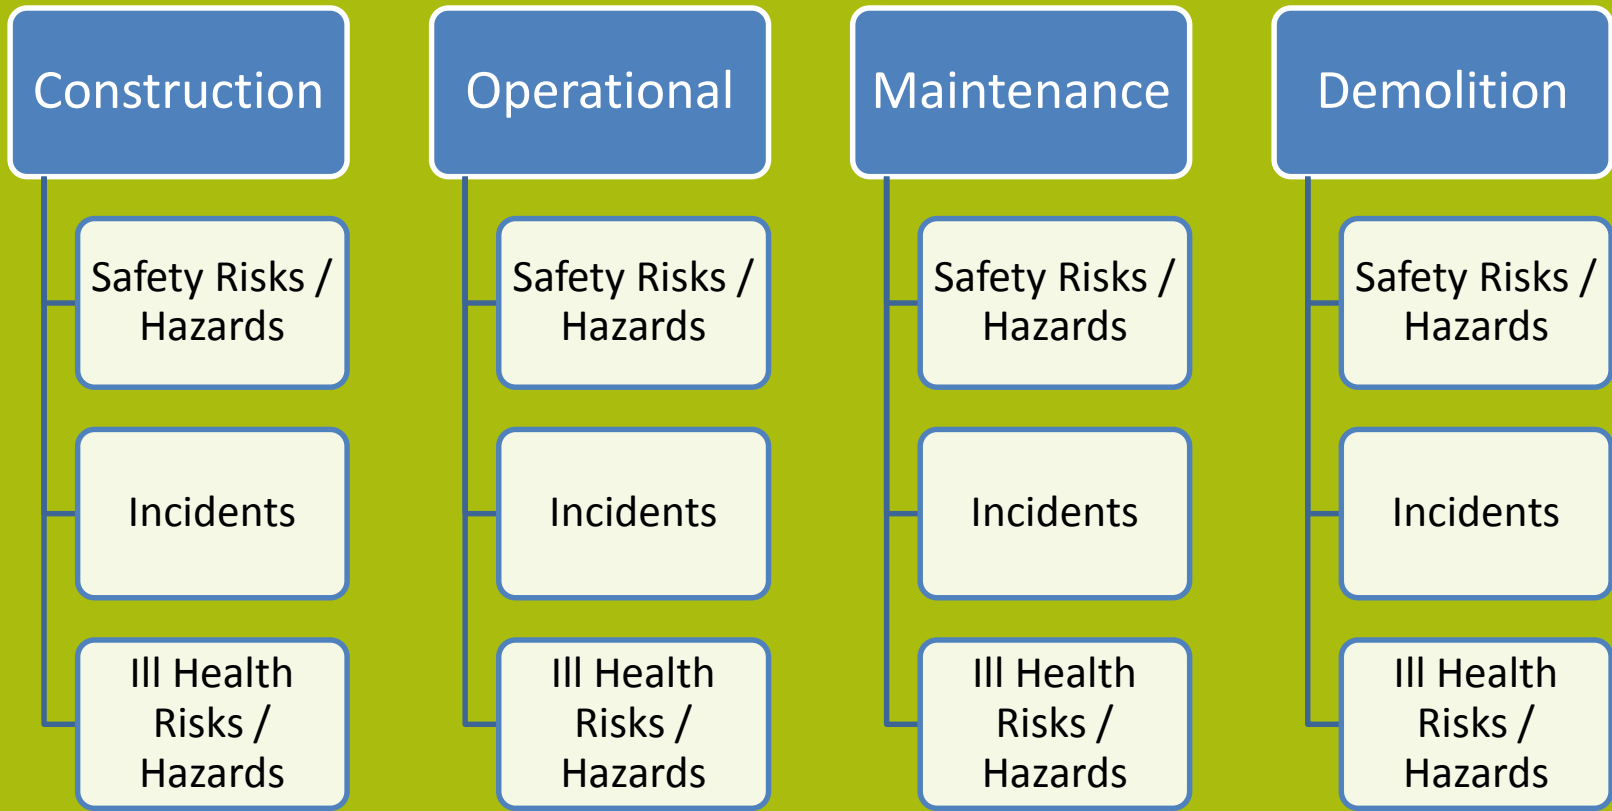 Construction
Safety Risks /
Hazards
Incidents
Ill Health
Risks /
Hazards
Operational
Safety Risks /
Hazards
Incidents
Ill Health
Risks /
Hazards
Maintenance
Safety Risks /
Hazards
Incidents
Ill Health
Risks /
Hazards
Demolition
Safety Risks /
Hazards
Incidents
Ill Health
Risks /
Hazards